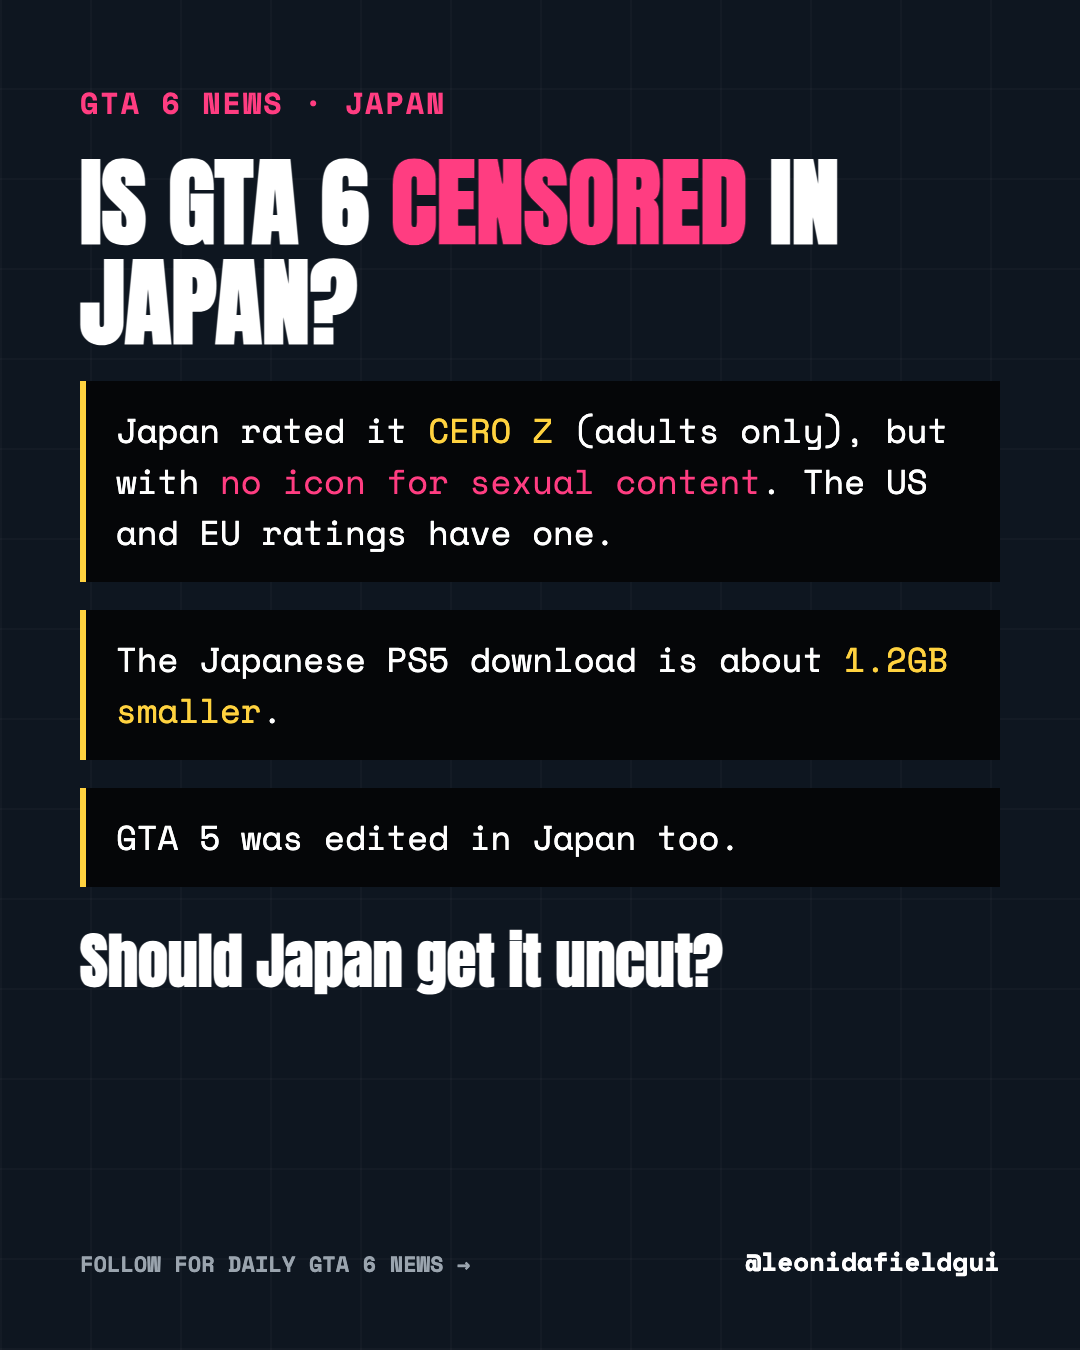 GTA 6 NEWS · JAPAN
IS GTA 6 CENSORED IN
JAPAN?
Japan rated it CERO Z (adults only), but
with no icon for sexual content. The US
and EU ratings have one.
The Japanese PS5 download is about 1.2GB
smaller.
GTA 5 was edited in Japan too.
Should Japan get it uncut?
FOLLOW FOR DAILY GTA 6 NEWS →
@leonidafieldgui